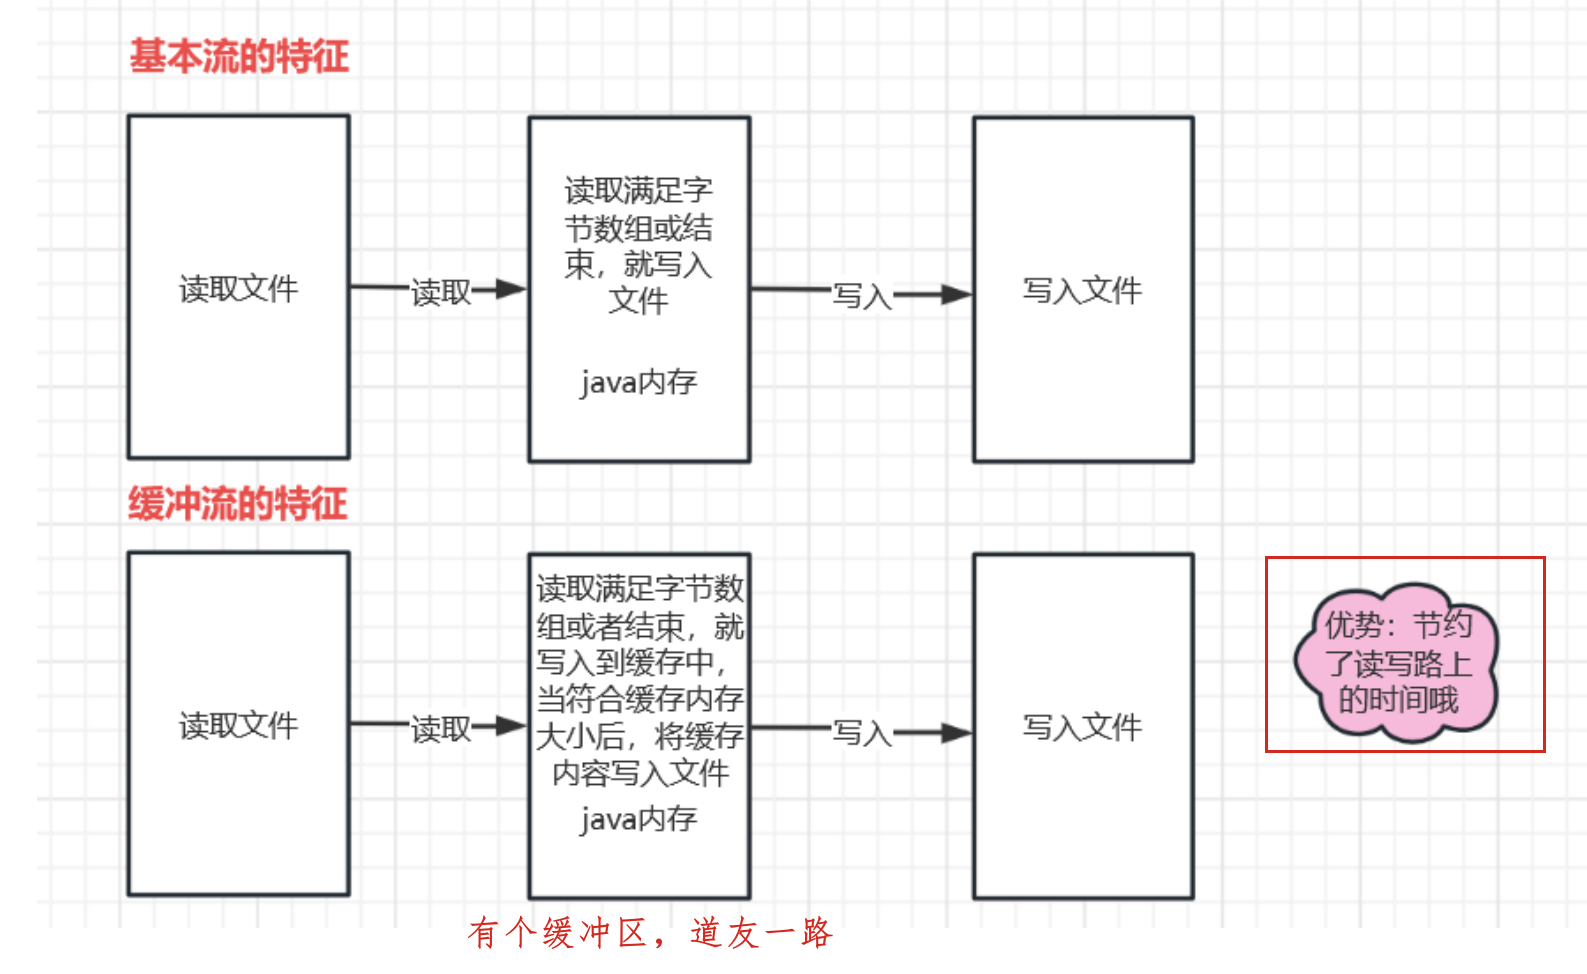 基本流的特征
读取文件
读取
读取满足字
节数组或结
束，就写入
文件
java内存
写入
写入文件
缓冲流的特征
读取文件
读取
读取满足字节数
组或者结束，就
写入到缓存中，
当符合缓存内存
大小后，将缓存
内容写入文件
java内存
写入
写入文件
优势：节约
了读写路上
的时间哦
有个缓冲区，道友一路